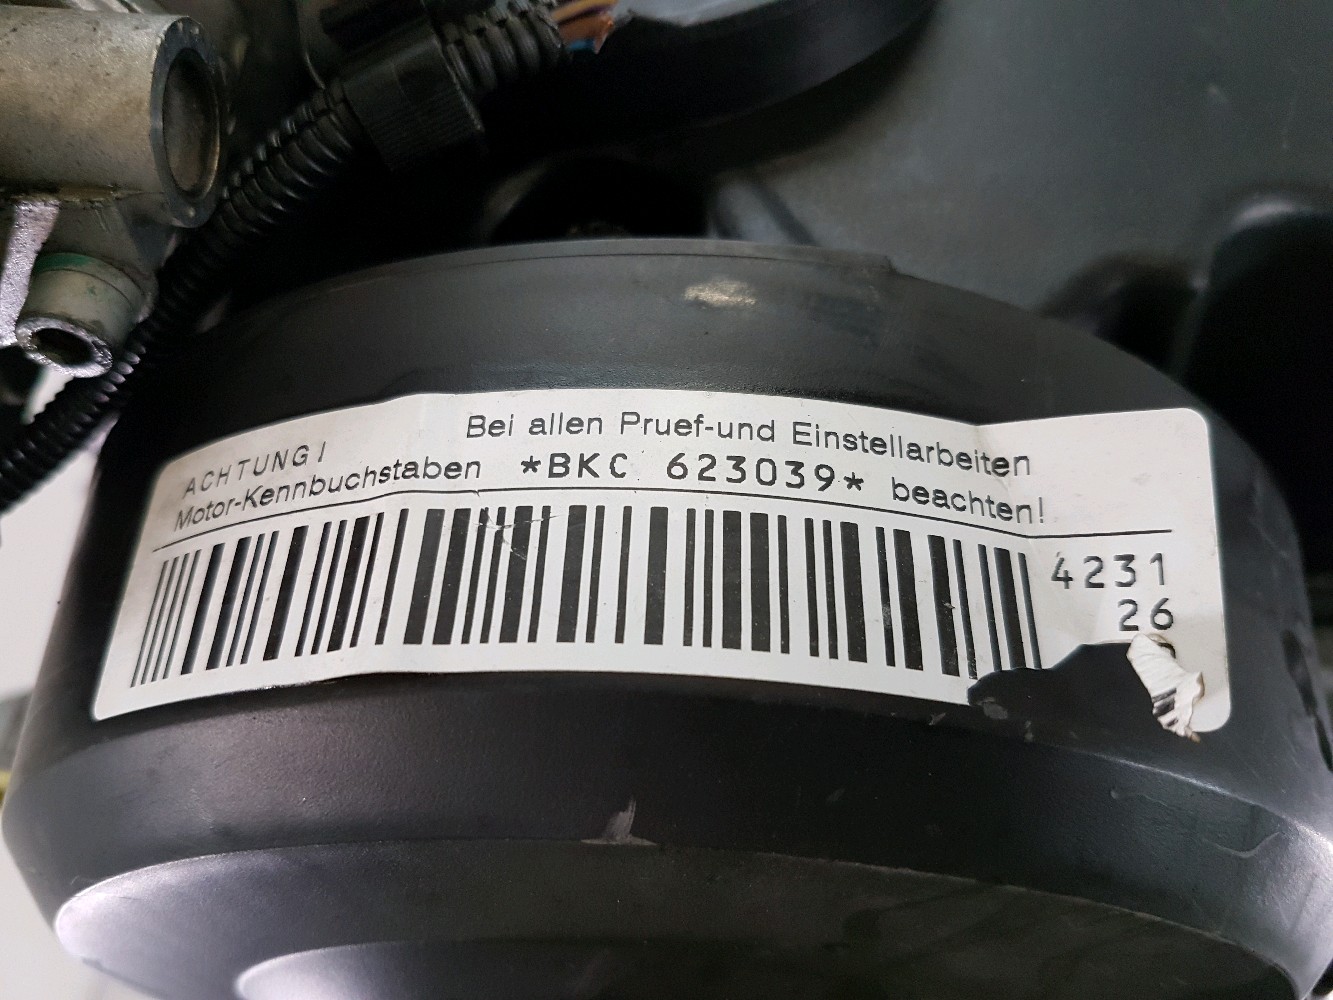 ACHTUNG! Bei allen Pruef-und Einstellarbeiten
Motor-Kennbuchstaben *BKC 623039* beachten!
4231
26